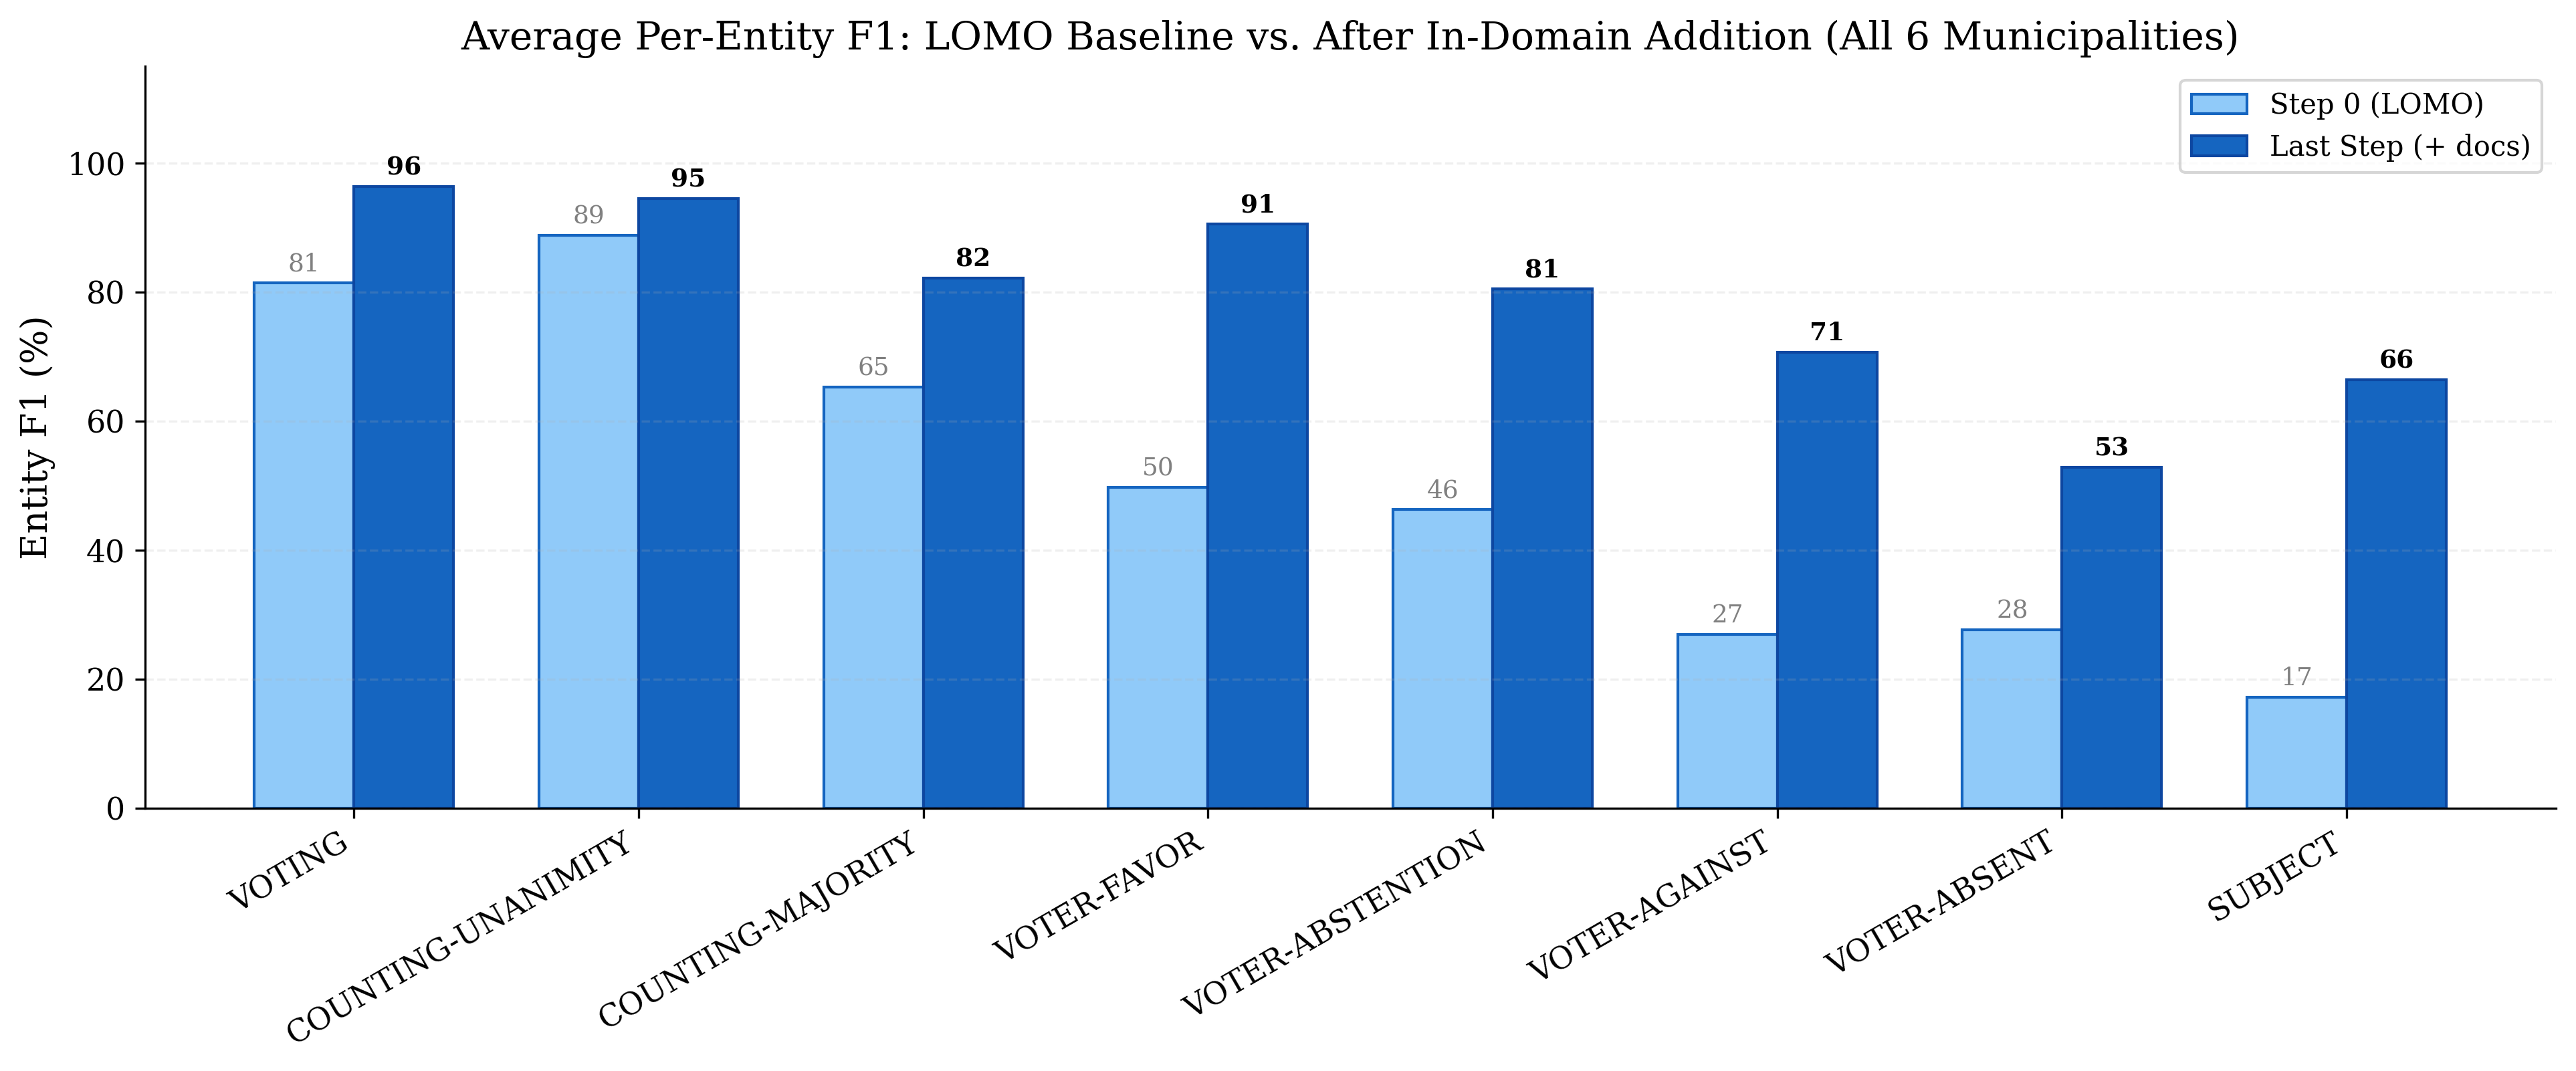 Average Per-Entity F1: LOMO Baseline vs. After In-Domain Addition (All 6 Municipalities)
Step 0 (LOMO)
Last Step (+ docs)
Entity F1 (%)
100
80
60
40
20
0
81
96
89
95
65
82
50
91
46
81
27
71
28
53
17
66
VOTING
COUNTING-UNANIMITY
COUNTING-MAJORITY
VOTER-FAVOR
VOTER-ABSTENTION
VOTER-AGAINST
VOTER-ABSENT
SUBJECT